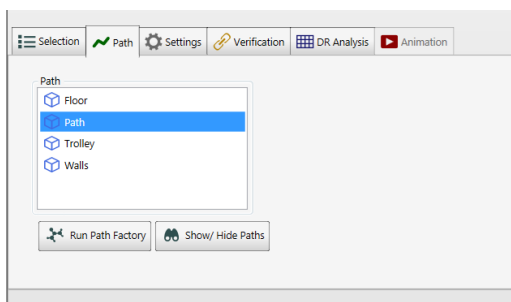 Selection Path Settings Verification DR Analysis Animation
Path
Floor
Path
Trolley
Walls
Run Path Factory Show/ Hide Paths